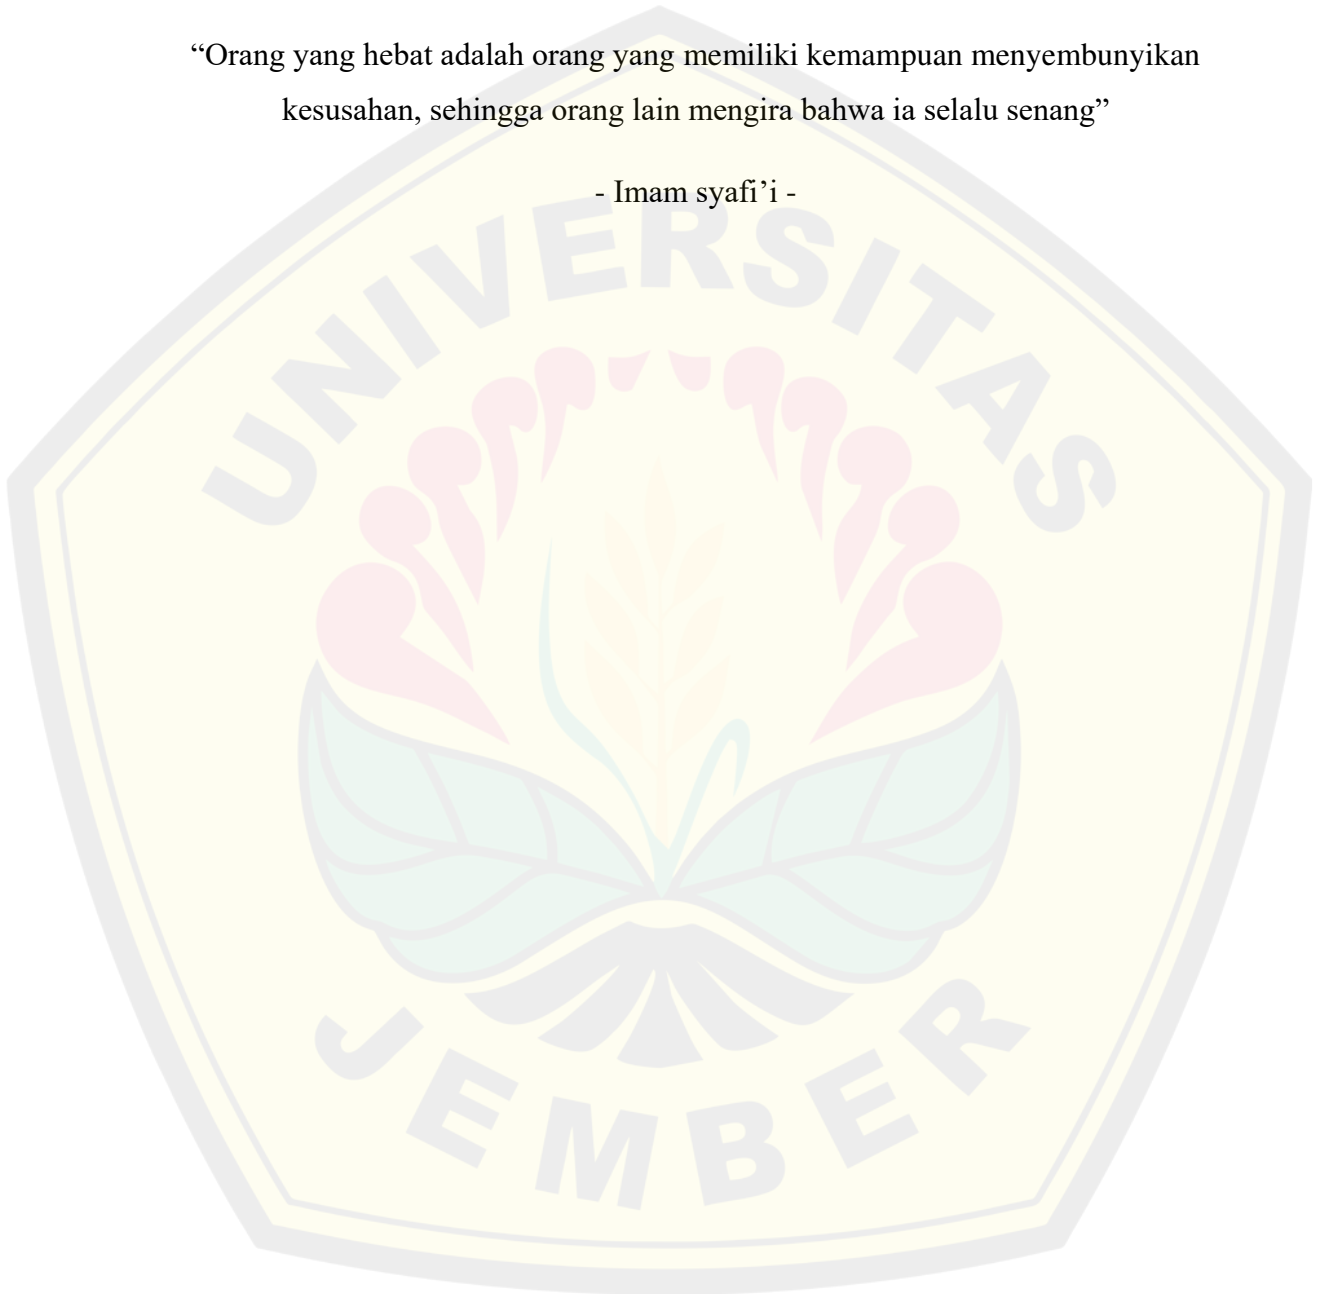 “Orang yang hebat adalah orang yang memiliki kemampuan menyembunyikan
kesusahan, sehingga orang lain mengira bahwa ia selalu senang”
- Imam syafi’i -
UNIVERSITAS
JEMBER